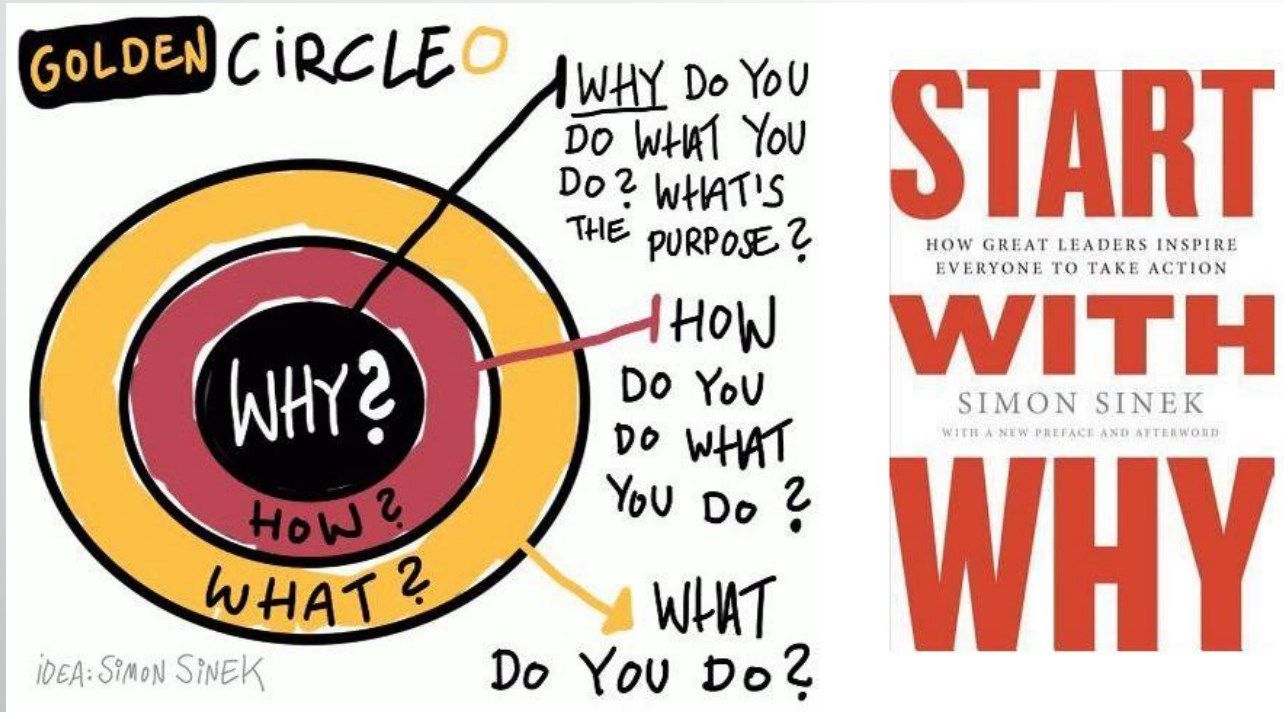 GOLDEN CIRCLE
WHY DO YOU
DO WHAT YOU
DO? WHAT'S
THE PURPOSE?
HOW
DO YOU
DO WHAT
YOU DO?
WHAT
DO YOU DO?
WHY?
HOW?
WHAT?
IDEA: SIMON SINEK
START
HOW GREAT LEADERS INSPIRE
EVERYONE TO TAKE ACTION
WITH
SIMON SINEK
WITH A NEW PREFACE AND AFTERWORD
WHY